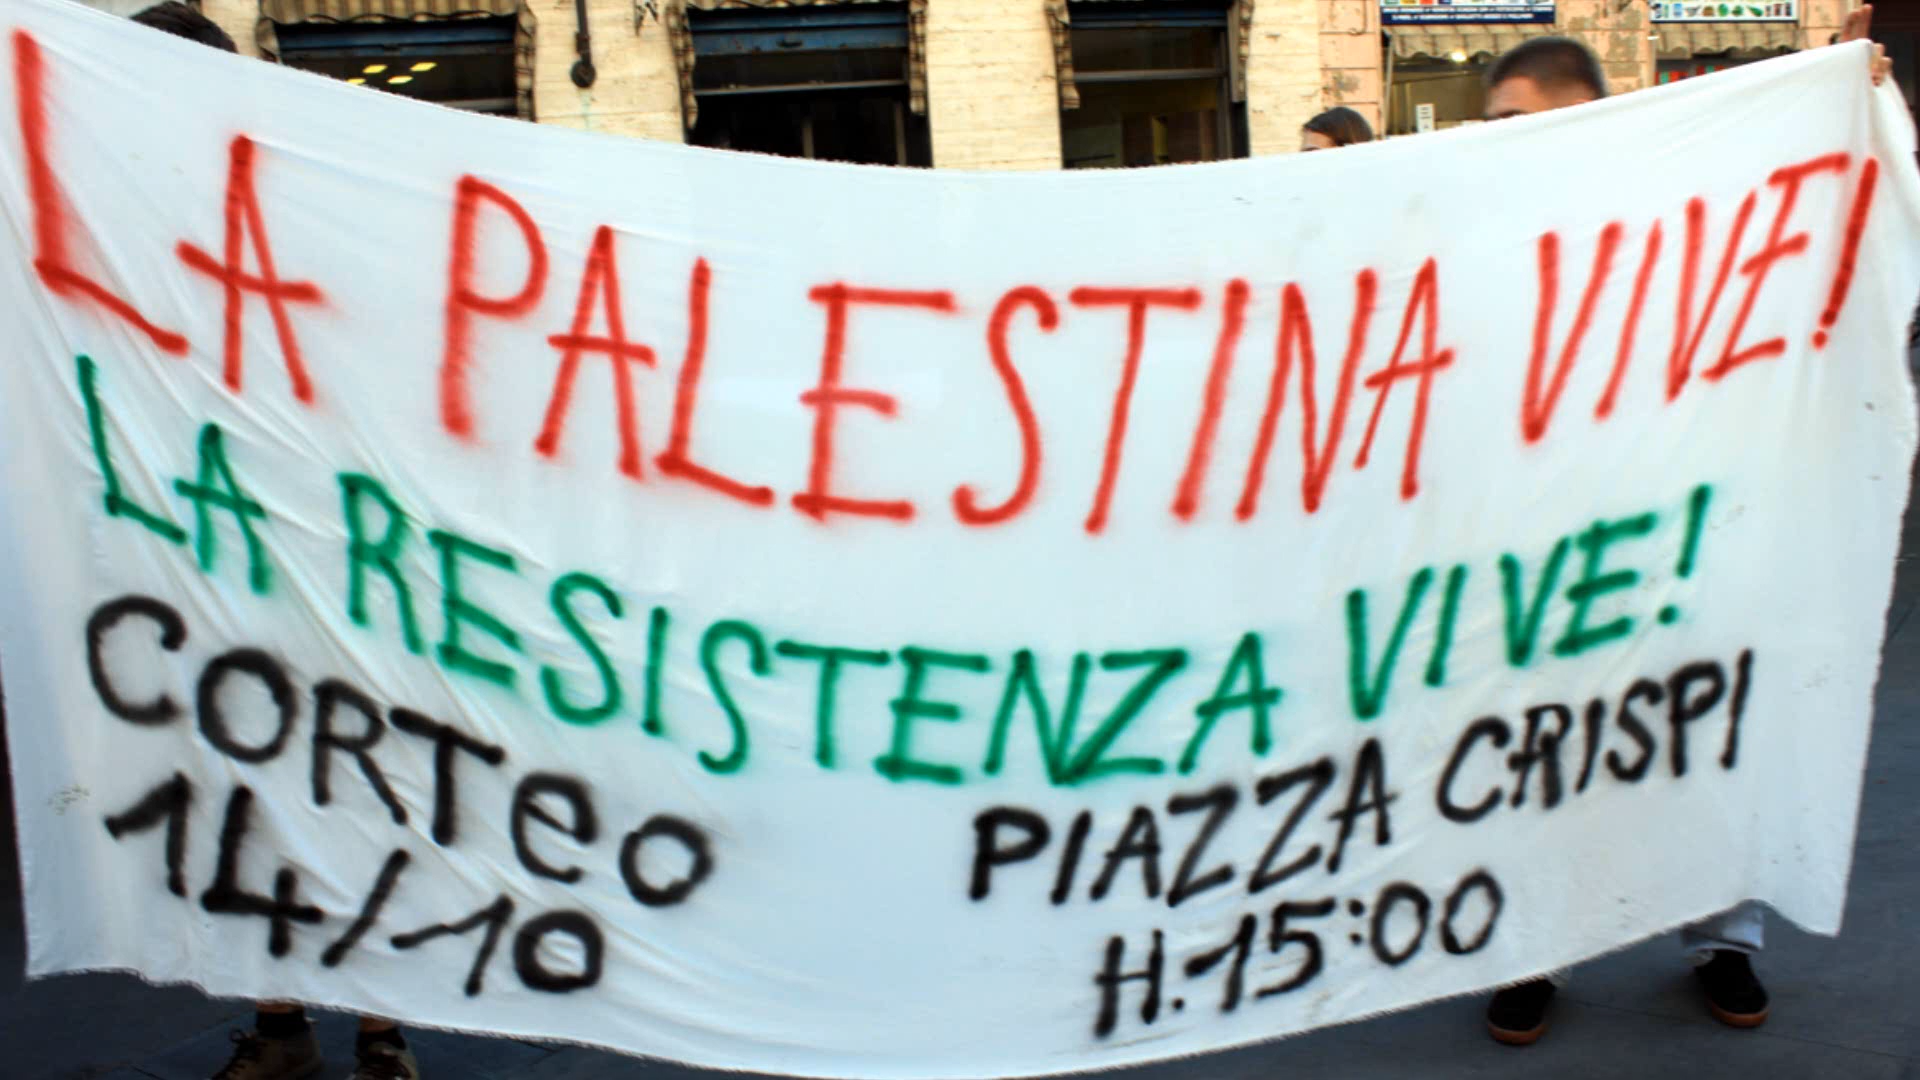 LA PALESTINA VIVE!
LA RESISTENZA VIVE!
CORTeO
14/10
PIAZZA CRISPI
H.15:00